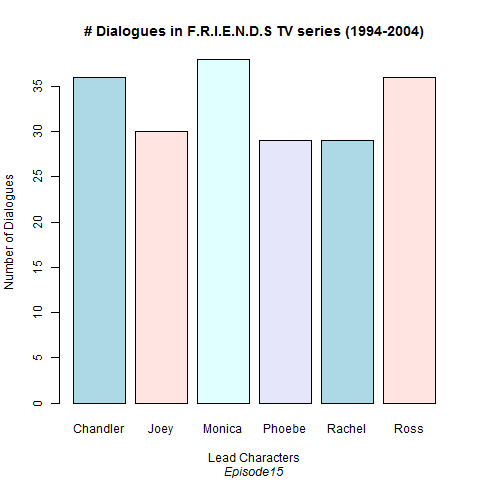 # Dialogues in F.R.I.E.N.D.S TV series (1994-2004)
Number of Dialogues
35
30
25
20
15
10
5
0
Chandler Joey Monica Phoebe Rachel Ross
Lead Characters
Episode15